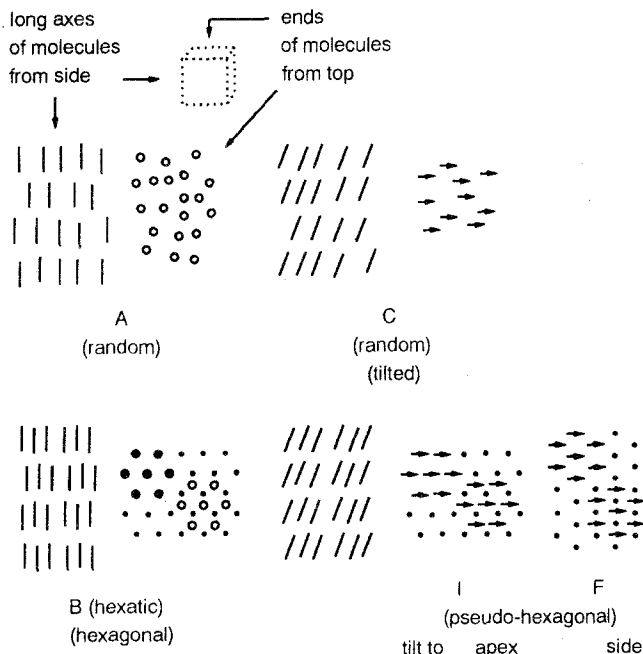 long axes
of molecules
from side
ends
of molecules
from top
A
(random)
C
(random)
(tilted)
B (hexatic)
(hexagonal)
I F
(pseudo-hexagonal)
tilt to apex side